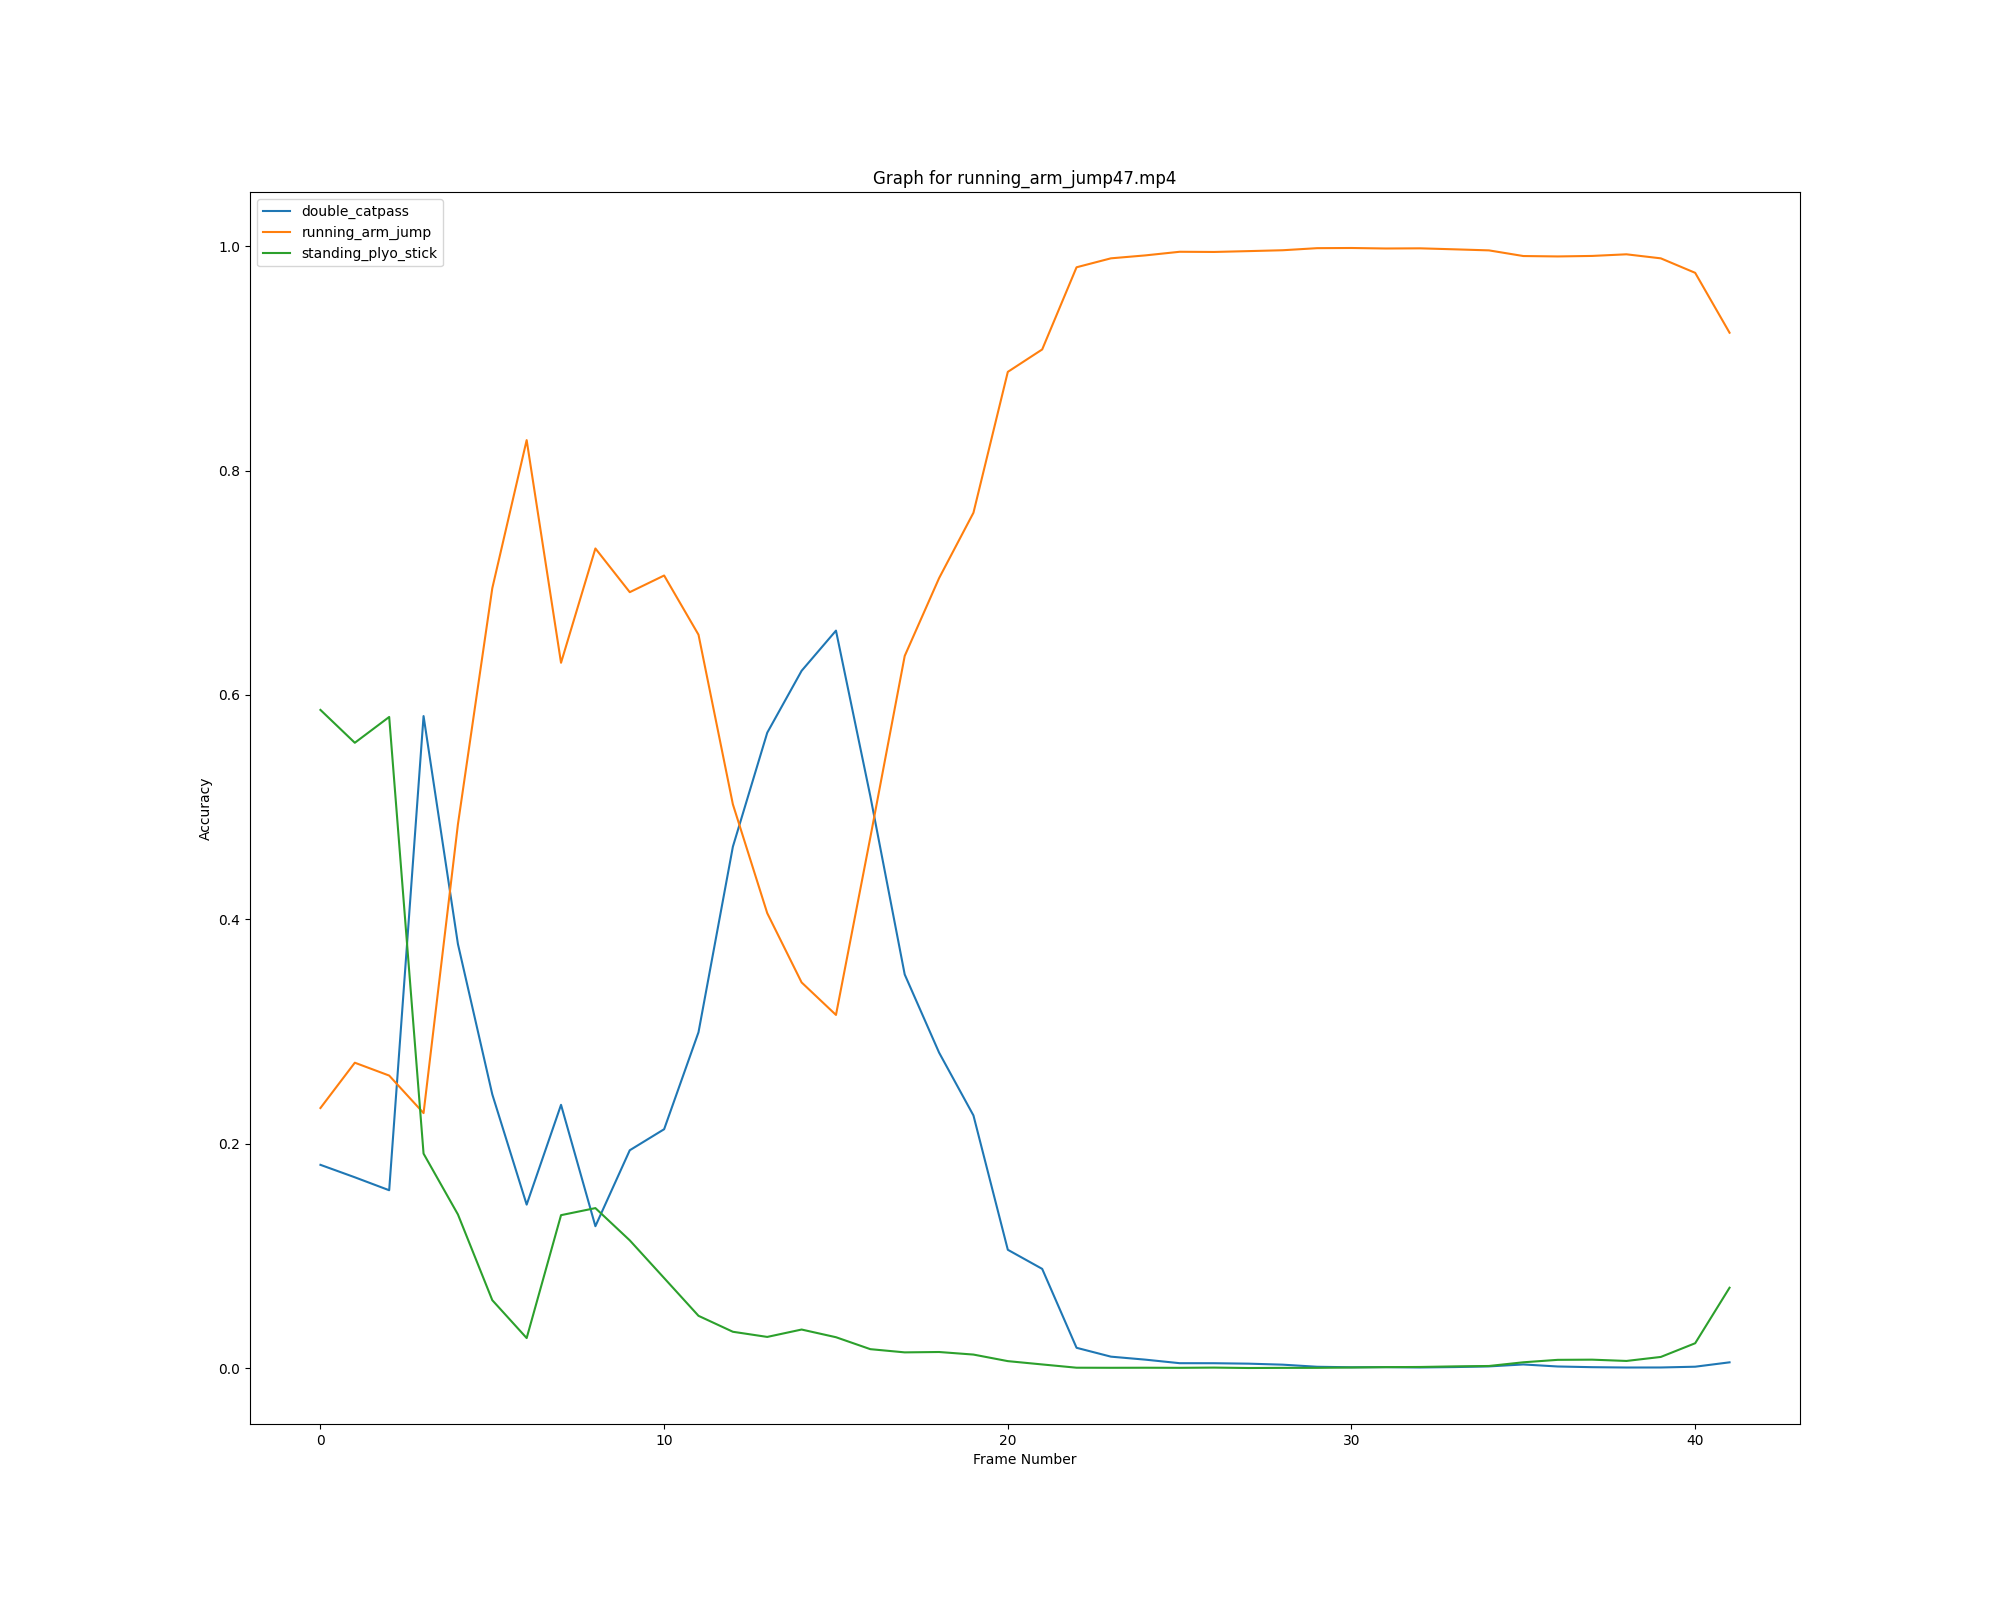 Graph for running_arm_jump47.mp4
double_catpass
running_arm_jump
standing_plyo_stick
1.0
0.8
0.6
0.4
0.2
0.0
Accuracy
0 10 20 30 40
Frame Number